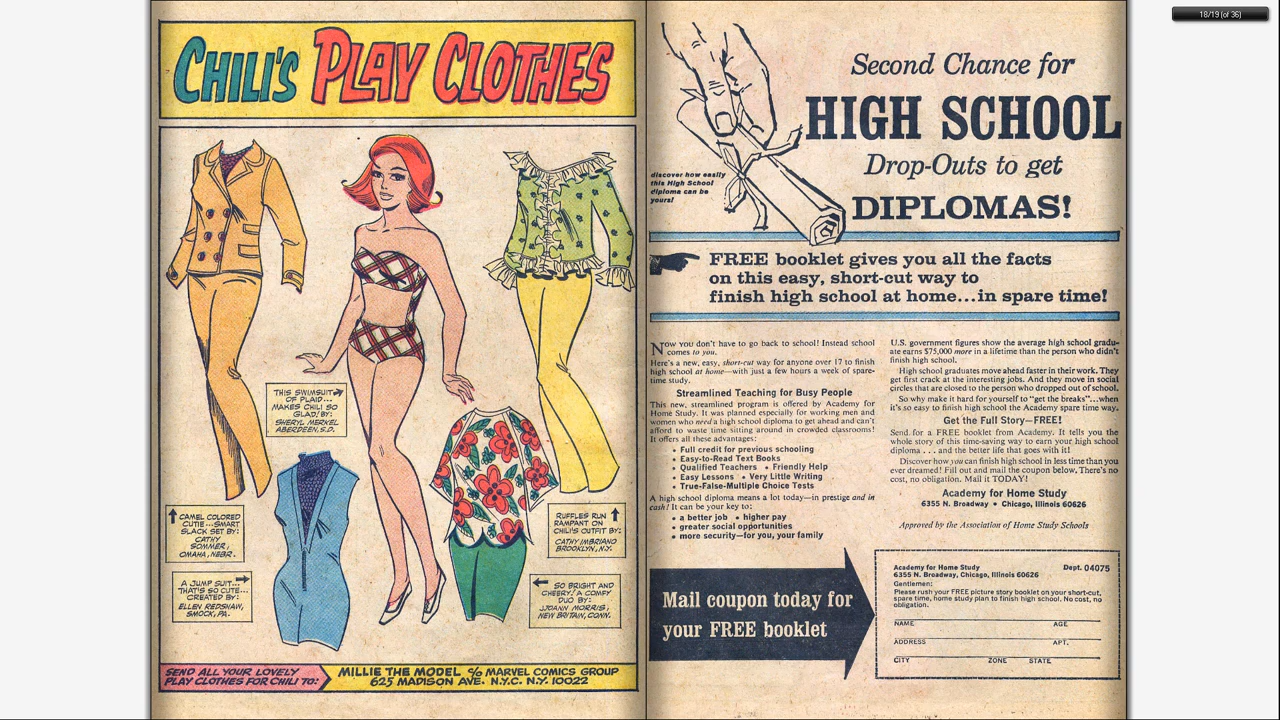 18/19 (of 36)
CHILI'S PLAY CLOTHES
THIS SWIMSUIT
OF PLAID...
MAKES CHILI SO
GLAD! BY:
SHERYL MERKEL
ABERDEEN, S.D.
CAMEL COLORED
CUTIE...SMART
SLACK SET BY:
CATHY
SOMMER,
OMAHA, NEBR.
RUFFLES RUN
RAMPANT ON
CHILI'S OUTFIT BY:
CATHY IMBRIANO
BROOKLYN, N.Y.
A JUMP SUIT...
THAT'S SO CUTE...
CREATED BY:
ELLEN REDSHAW,
SMOCK, PA.
SO BRIGHT AND
CHEERY! A COMFY
DUO BY:
JOANN MORRIS,
NEW BRITAIN, CONN.
SEND ALL YOUR LOVELY
PLAY CLOTHES FOR CHILI TO:
MILLIE THE MODEL c/o MARVEL COMICS GROUP
625 MADISON AVE. N.Y.C. N.Y. 10022
Second Chance for
HIGH SCHOOL
Drop-Outs to get
DIPLOMAS!
discover how easily
this High School
diploma can be
yours!
FREE booklet gives you all the facts
on this easy, short-cut way to
finish high school at home...in spare time!
Now you don't have to go back to school! Instead school
comes to you.
Here's a new, easy, short-cut way for anyone over 17 to finish
high school at home—with just a few hours a week of spare-
time study.
Streamlined Teaching for Busy People
This new, streamlined program is offered by Academy for
Home Study. It was planned especially for working men and
women who need a high school diploma to get ahead and can't
afford to waste time sitting around in crowded classrooms!
It offers all these advantages:
• Full credit for previous schooling
• Easy-to-Read Text Books
• Qualified Teachers • Friendly Help
• Easy Lessons • Very Little Writing
• True-False-Multiple Choice Tests
A high school diploma means a lot today—in prestige and in
cash! It can be your key to:
• a better job • higher pay
• greater social opportunities
• more security—for you, your family
U.S. government figures show the average high school gradu-
ate earns $75,000 more in a lifetime than the person who didn't
finish high school.
High school graduates move ahead faster in their work. They
get first crack at the interesting jobs. And they move in social
circles that are closed to the person who dropped out of school.
So why make it hard for yourself to "get the breaks"...when
it's so easy to finish high school the Academy spare time way.
Get the Full Story—FREE!
Send for a FREE booklet from Academy. It tells you the
whole story of this time-saving way to earn your high school
diploma . . . and the better life that goes with it!
Discover how you can finish high school in less time than you
ever dreamed! Fill out and mail the coupon below. There's no
cost, no obligation. Mail it TODAY!
Academy for Home Study
6355 N. Broadway • Chicago, Illinois 60626
Approved by the Association of Home Study Schools
Mail coupon today for
your FREE booklet
Academy for Home Study Dept. 04075
6355 N. Broadway, Chicago, Illinois 60626
Gentlemen:
Please rush your FREE picture story booklet on your short-cut,
spare time, home study plan to finish high school. No cost, no
obligation.
NAME AGE
ADDRESS APT.
CITY ZONE STATE